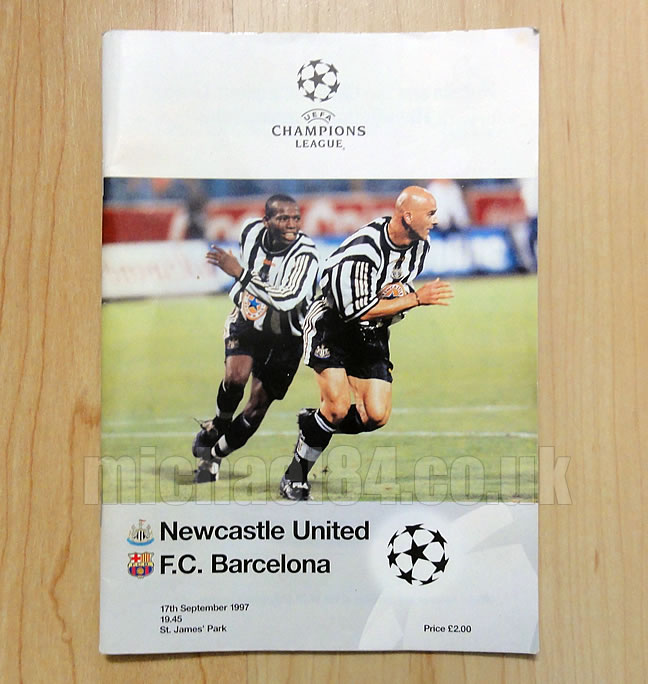 UEFA
CHAMPIONS
LEAGUE
michael84.co.uk
Newcastle United
F.C. Barcelona
17th September 1997
19.45
St. James' Park
Price £2.00